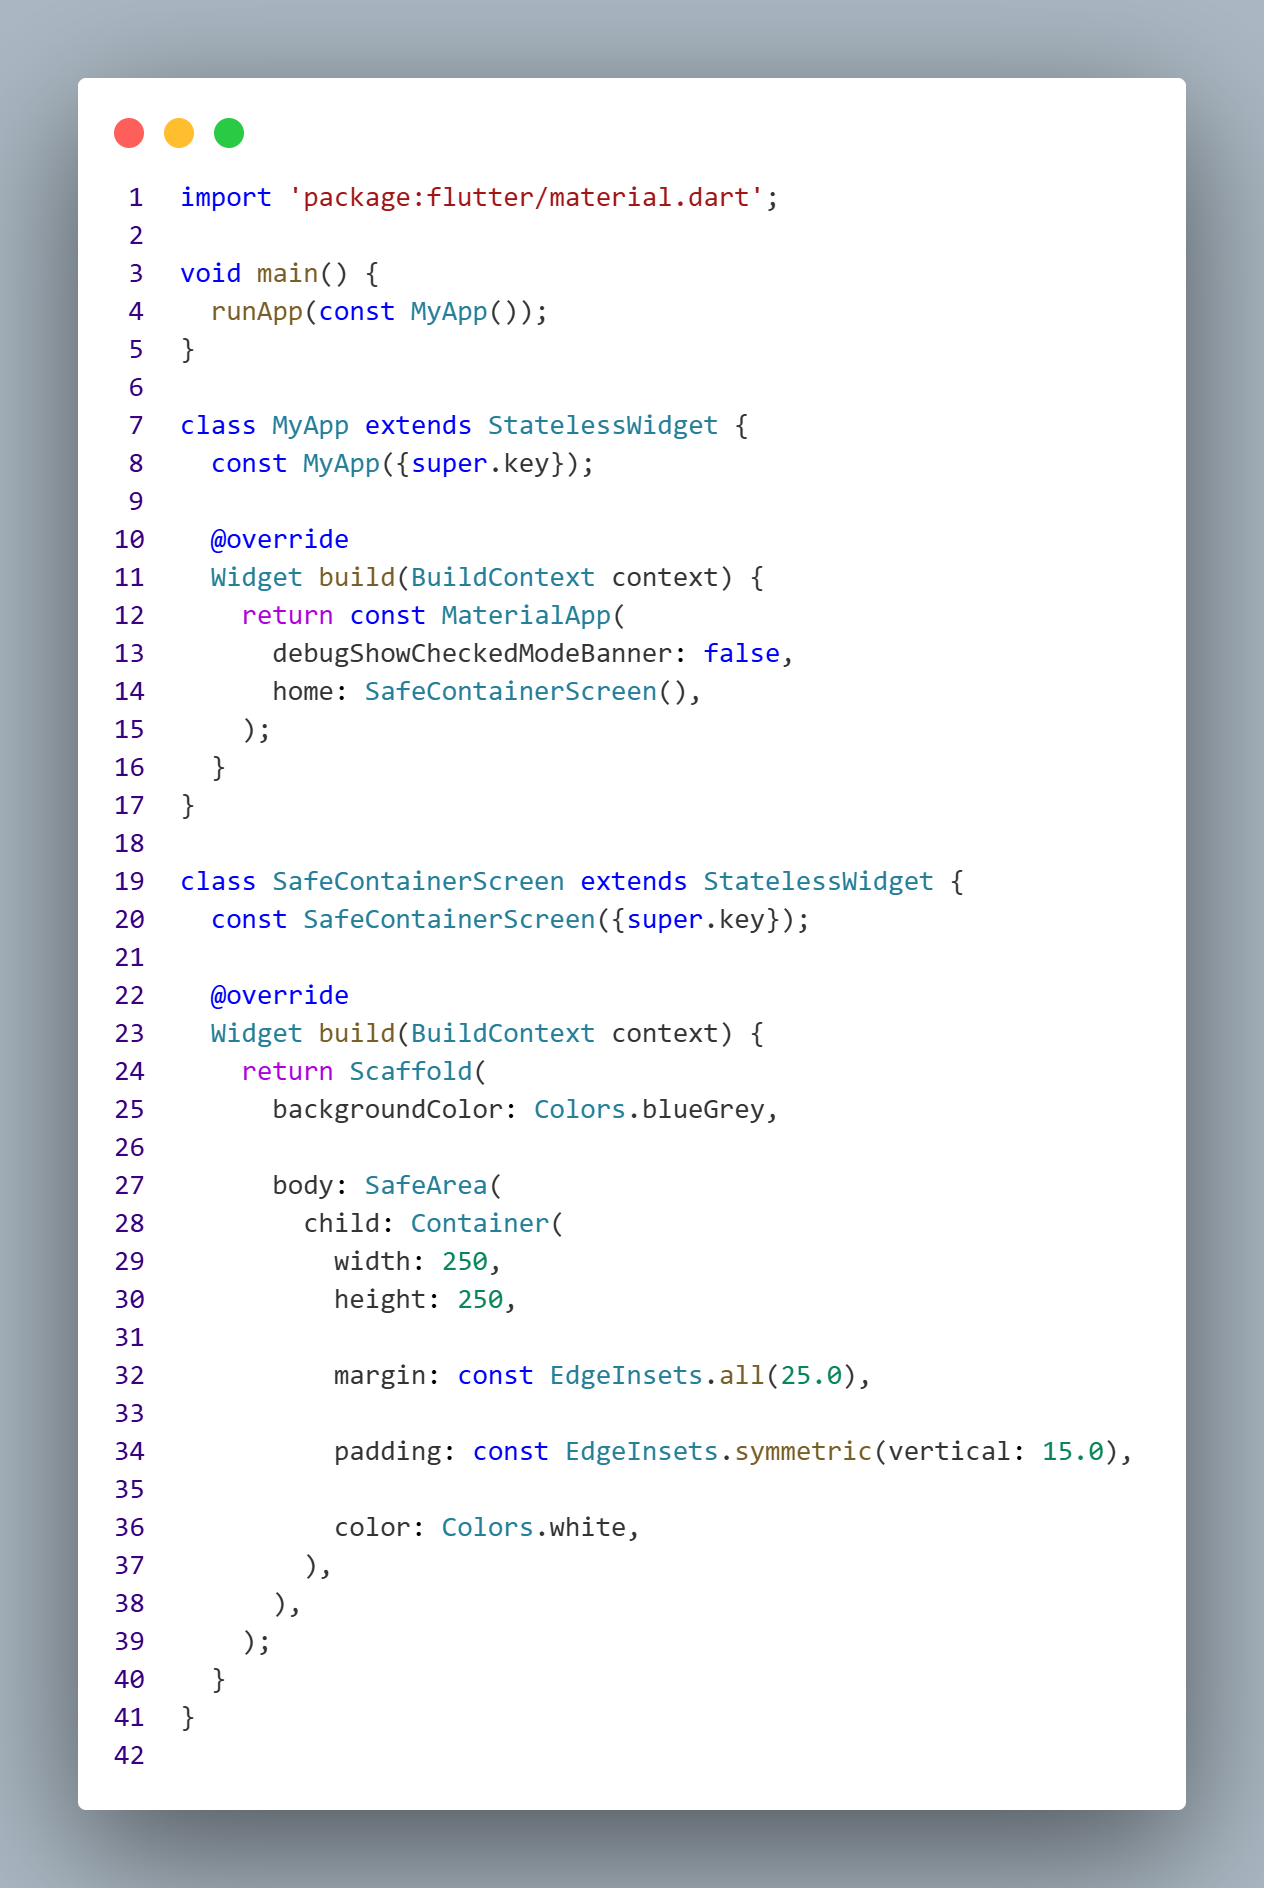 1 import 'package:flutter/material.dart';
2
3 void main() {
4   runApp(const MyApp());
5 }
6
7 class MyApp extends StatelessWidget {
8   const MyApp({super.key});
9
10   @override
11   Widget build(BuildContext context) {
12     return const MaterialApp(
13       debugShowCheckedModeBanner: false,
14       home: SafeContainerScreen(),
15     );
16   }
17 }
18
19 class SafeContainerScreen extends StatelessWidget {
20   const SafeContainerScreen({super.key});
21
22   @override
23   Widget build(BuildContext context) {
24     return Scaffold(
25       backgroundColor: Colors.blueGrey,
26
27       body: SafeArea(
28         child: Container(
29           width: 250,
30           height: 250,
31
32           margin: const EdgeInsets.all(25.0),
33
34           padding: const EdgeInsets.symmetric(vertical: 15.0),
35
36           color: Colors.white,
37         ),
38       ),
39     );
40   }
41 }
42